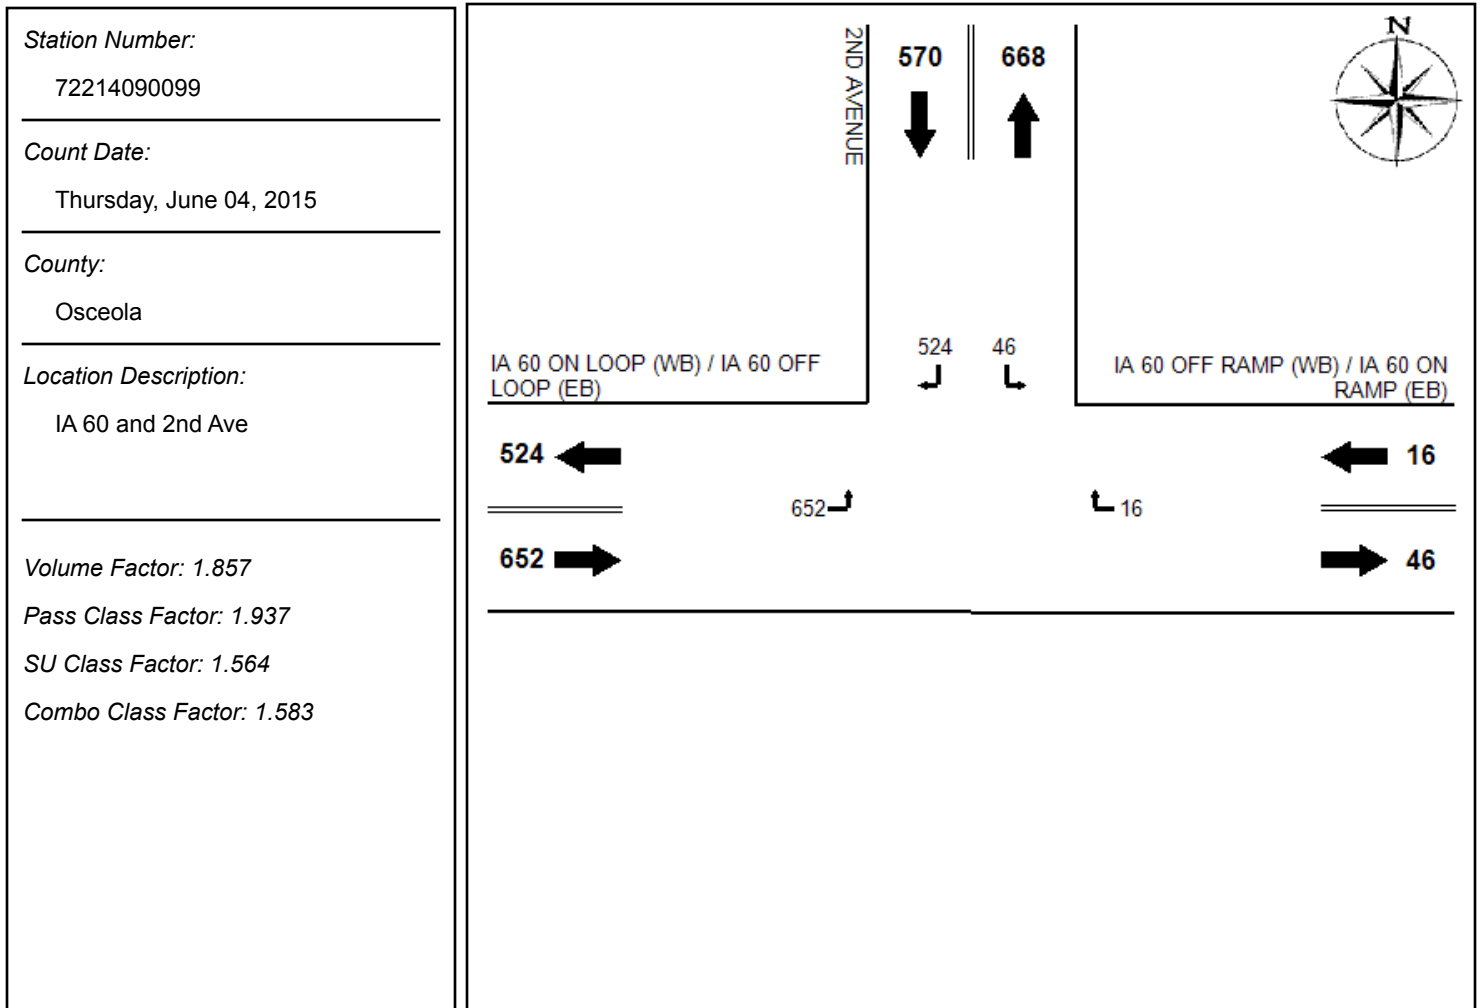 Station Number:
72214090099
Count Date:
Thursday, June 04, 2015
County:
Osceola
Location Description:
IA 60 and 2nd Ave
Volume Factor: 1.857
Pass Class Factor: 1.937
SU Class Factor: 1.564
Combo Class Factor: 1.583
N
2ND AVENUE
570
668
524
46
IA 60 ON LOOP (WB) / IA 60 OFF
LOOP (EB)
IA 60 OFF RAMP (WB) / IA 60 ON
RAMP (EB)
524
16
652
16
652
46